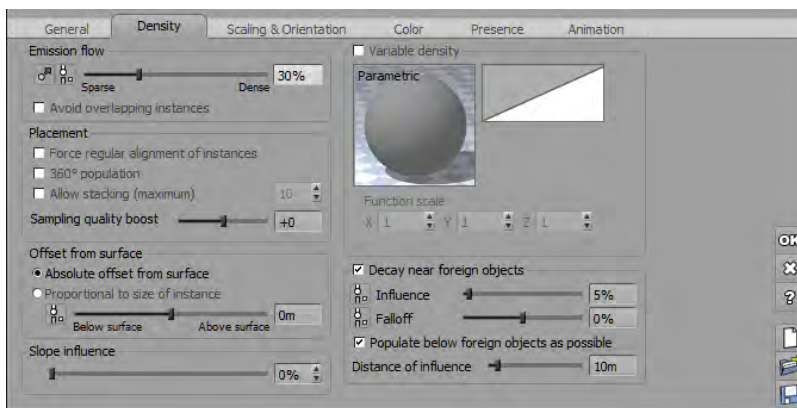 General Density Scaling & Orientation Color Presence Animation
Emission flow
30%
Sparse Dense
Avoid overlapping instances
Placement
Force regular alignment of instances
360° population
Allow stacking (maximum) 10
Sampling quality boost +0
Offset from surface
Absolute offset from surface
Proportional to size of instance
0m
Below surface Above surface
Slope influence
0%
Variable density
Parametric
Function scale
X 1 Y 1 Z 1
Decay near foreign objects
Influence 5%
Falloff 0%
Populate below foreign objects as possible
Distance of influence 10m
OK
?